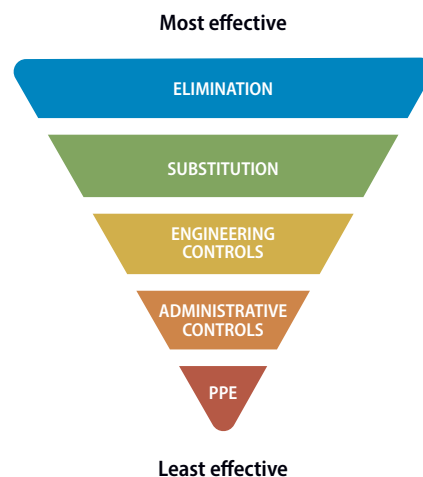 Most effective
ELIMINATION
SUBSTITUTION
ENGINEERING
CONTROLS
ADMINISTRATIVE
CONTROLS
PPE
Least effective